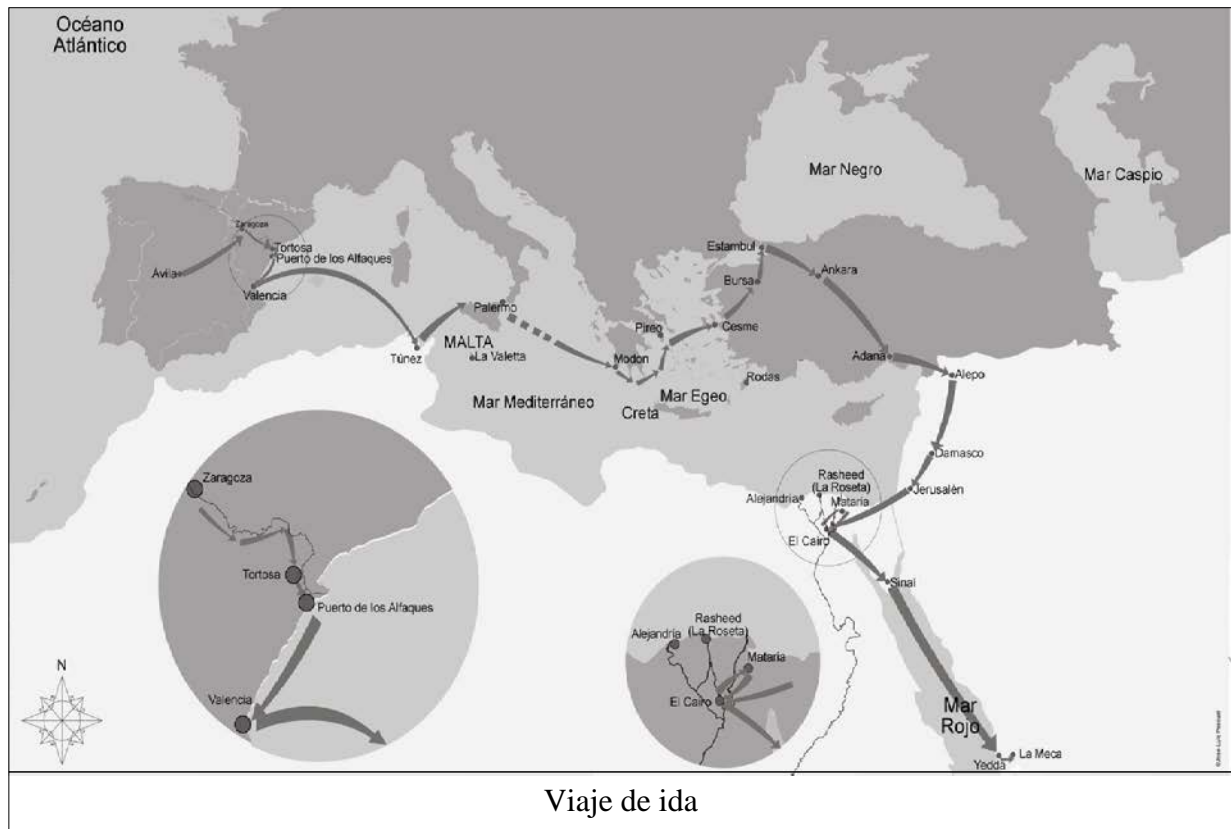 Océano
Atlántico
Mar Negro
Mar Caspio
Zaragoza
Tortosa
Puerto de los Alfaques
Ávila
Valencia
Estambul
Ankara
Bursa
Palermo
Pireo
Cesme
MALTA
La Valetta
Túnez
Modon
Adana
Alepo
Rodas
Mar Egeo
Mar Mediterráneo
Creta
Damasco
Jerusalén
Rasheed
(La Roseta)
Alejandría
Mataria
El Cairo
Sinaí
Zaragoza
Tortosa
Puerto de los Alfaques
Valencia
N
Rasheed
(La Roseta)
Alejandría
Mataria
El Cairo
Mar
Rojo
La Meca
Yedda
Viaje de ida